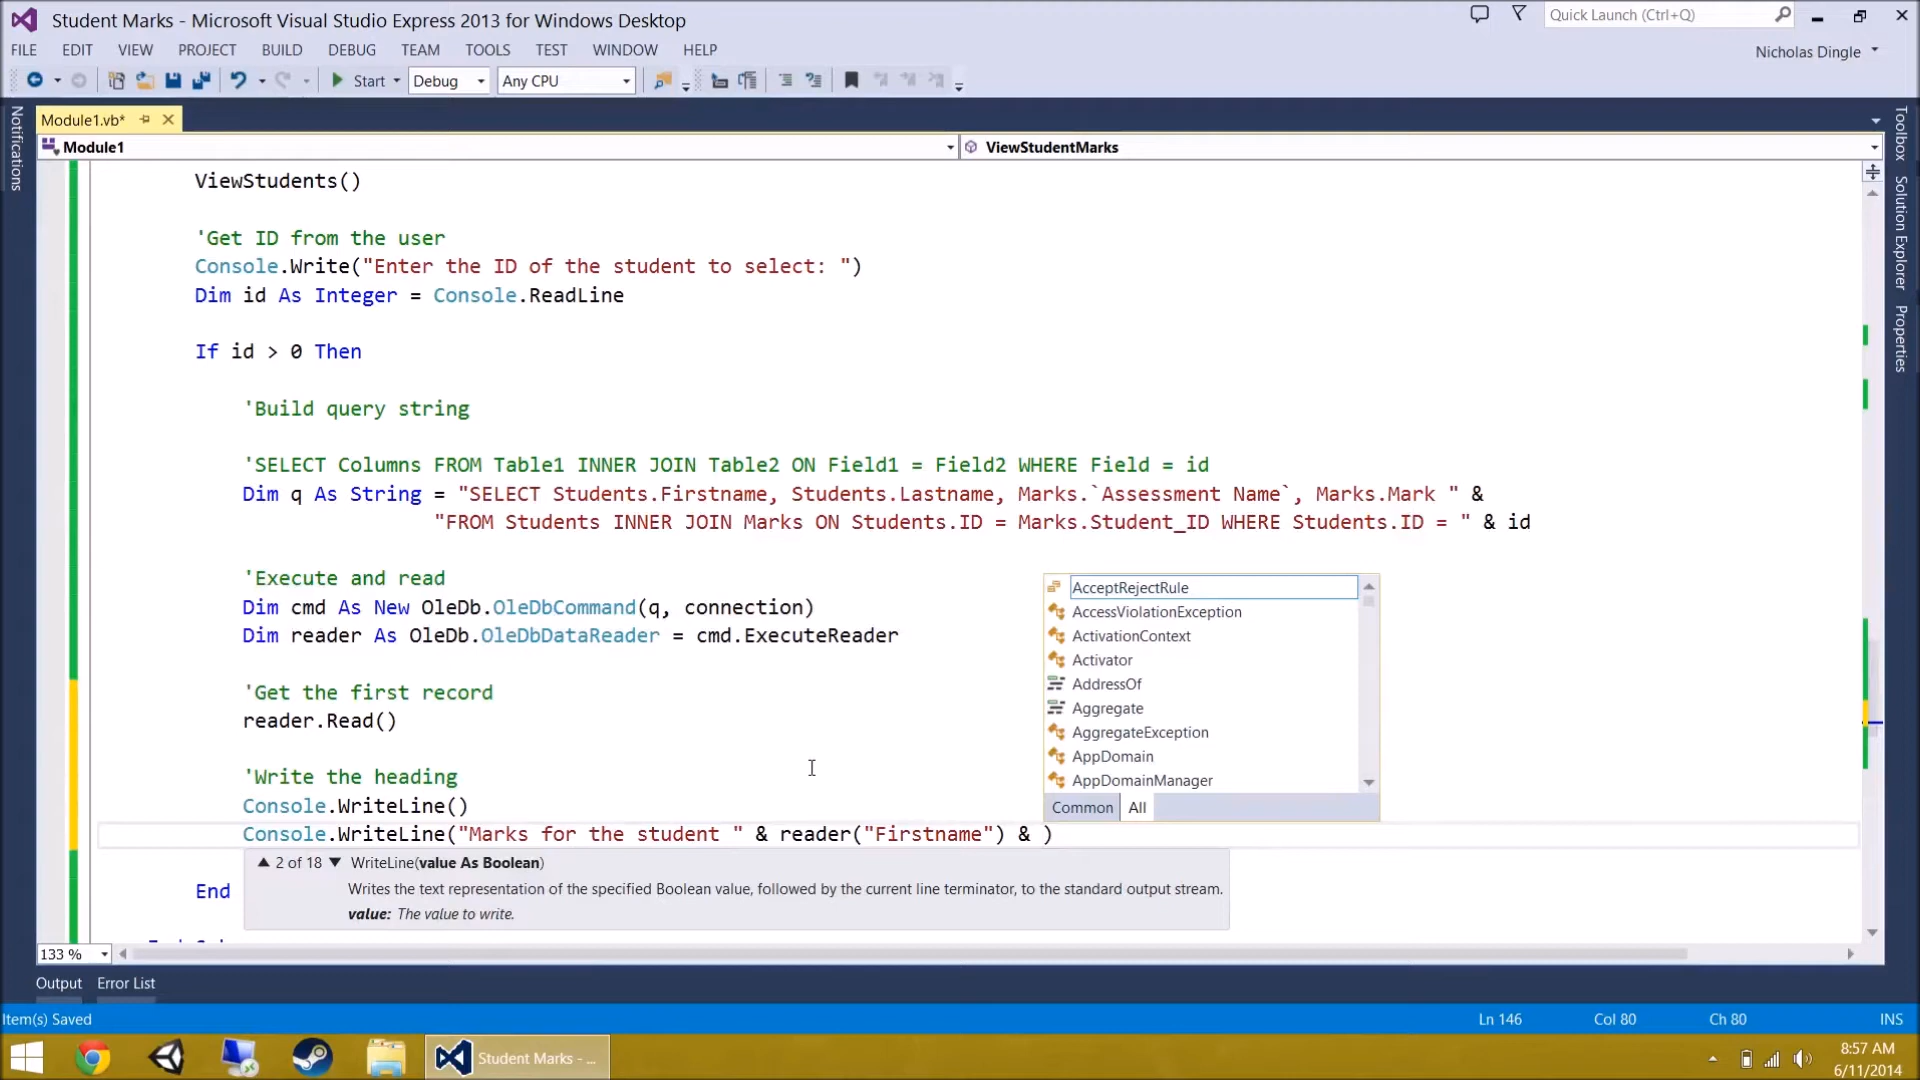 Student Marks - Microsoft Visual Studio Express 2013 for Windows Desktop
Quick Launch (Ctrl+Q)
FILE EDIT VIEW PROJECT BUILD DEBUG TEAM TOOLS TEST WINDOW HELP
Nicholas Dingle
Start Debug Any CPU
Notifications
Module1.vb*
Module1 ViewStudentMarks
Toolbox
Solution Explorer
Properties
ViewStudents()
'Get ID from the user
Console.Write("Enter the ID of the student to select: ")
Dim id As Integer = Console.ReadLine
If id > 0 Then
'Build query string
'SELECT Columns FROM Table1 INNER JOIN Table2 ON Field1 = Field2 WHERE Field = id
Dim q As String = "SELECT Students.Firstname, Students.Lastname, Marks.`Assessment Name`, Marks.Mark " &
"FROM Students INNER JOIN Marks ON Students.ID = Marks.Student_ID WHERE Students.ID = " & id
'Execute and read
Dim cmd As New OleDb.OleDbCommand(q, connection)
Dim reader As OleDb.OleDbDataReader = cmd.ExecuteReader
'Get the first record
reader.Read()
'Write the heading
Console.WriteLine()
Console.WriteLine("Marks for the student " & reader("Firstname") & )
AcceptRejectRule
AccessViolationException
ActivationContext
Activator
AddressOf
Aggregate
AggregateException
AppDomain
AppDomainManager
Common All
2 of 18 WriteLine(value As Boolean)
Writes the text representation of the specified Boolean value, followed by the current line terminator, to the standard output stream.
value: The value to write.
End
133 %
Output Error List
Item(s) Saved
Ln 146 Col 80 Ch 80 INS
Student Marks - ...
8:57 AM
6/11/2014